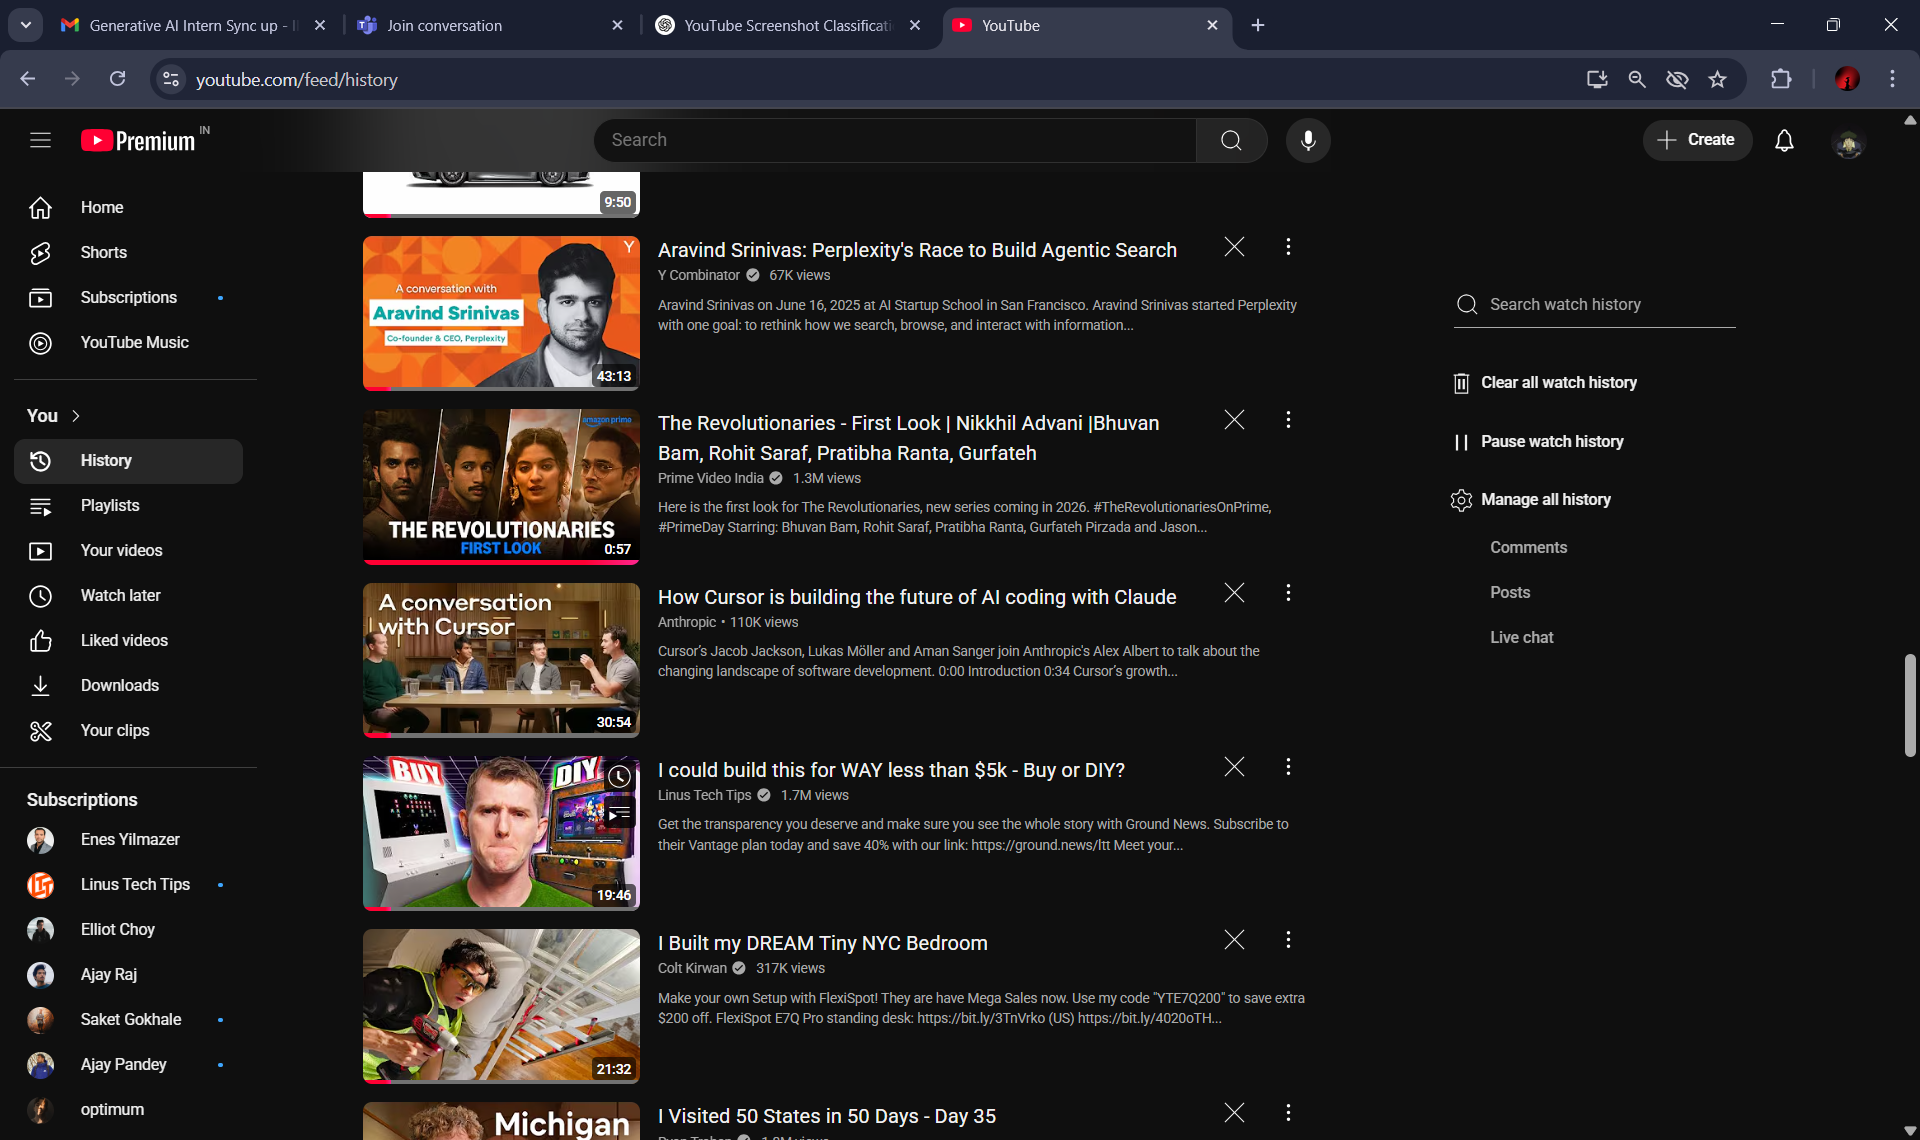 Generative AI Intern Sync up - I
Join conversation
YouTube Screenshot Classificati
YouTube
youtube.com/feed/history
Premium IN
Search
Create
Home
Shorts
Subscriptions
YouTube Music
You
History
Playlists
Your videos
Watch later
Liked videos
Downloads
Your clips
Subscriptions
Enes Yilmazer
Linus Tech Tips
Elliot Choy
Ajay Raj
Saket Gokhale
Ajay Pandey
optimum
9:50
Y
A conversation with
Aravind Srinivas
Co-founder & CEO, Perplexity
43:13
Aravind Srinivas: Perplexity's Race to Build Agentic Search
Y Combinator 67K views
Aravind Srinivas on June 16, 2025 at AI Startup School in San Francisco. Aravind Srinivas started Perplexity
with one goal: to rethink how we search, browse, and interact with information...
amazon prime
THE REVOLUTIONARIES
FIRST LOOK
0:57
The Revolutionaries - First Look | Nikkhil Advani |Bhuvan
Bam, Rohit Saraf, Pratibha Ranta, Gurfateh
Prime Video India 1.3M views
Here is the first look for The Revolutionaries, new series coming in 2026. #TheRevolutionariesOnPrime,
#PrimeDay Starring: Bhuvan Bam, Rohit Saraf, Pratibha Ranta, Gurfateh Pirzada and Jason...
A conversation
with Cursor
30:54
How Cursor is building the future of AI coding with Claude
Anthropic • 110K views
Cursor's Jacob Jackson, Lukas Möller and Aman Sanger join Anthropic's Alex Albert to talk about the
changing landscape of software development. 0:00 Introduction 0:34 Cursor's growth...
BUY
DIY
19:46
I could build this for WAY less than $5k - Buy or DIY?
Linus Tech Tips 1.7M views
Get the transparency you deserve and make sure you see the whole story with Ground News. Subscribe to
their Vantage plan today and save 40% with our link: https://ground.news/ltt Meet your...
21:32
I Built my DREAM Tiny NYC Bedroom
Colt Kirwan 317K views
Make your own Setup with FlexiSpot! They are have Mega Sales now. Use my code "YTE7Q200" to save extra
$200 off. FlexiSpot E7Q Pro standing desk: https://bit.ly/3TnVrko (US) https://bit.ly/4020oTH...
Michigan
I Visited 50 States in 50 Days - Day 35
Search watch history
Clear all watch history
Pause watch history
Manage all history
Comments
Posts
Live chat